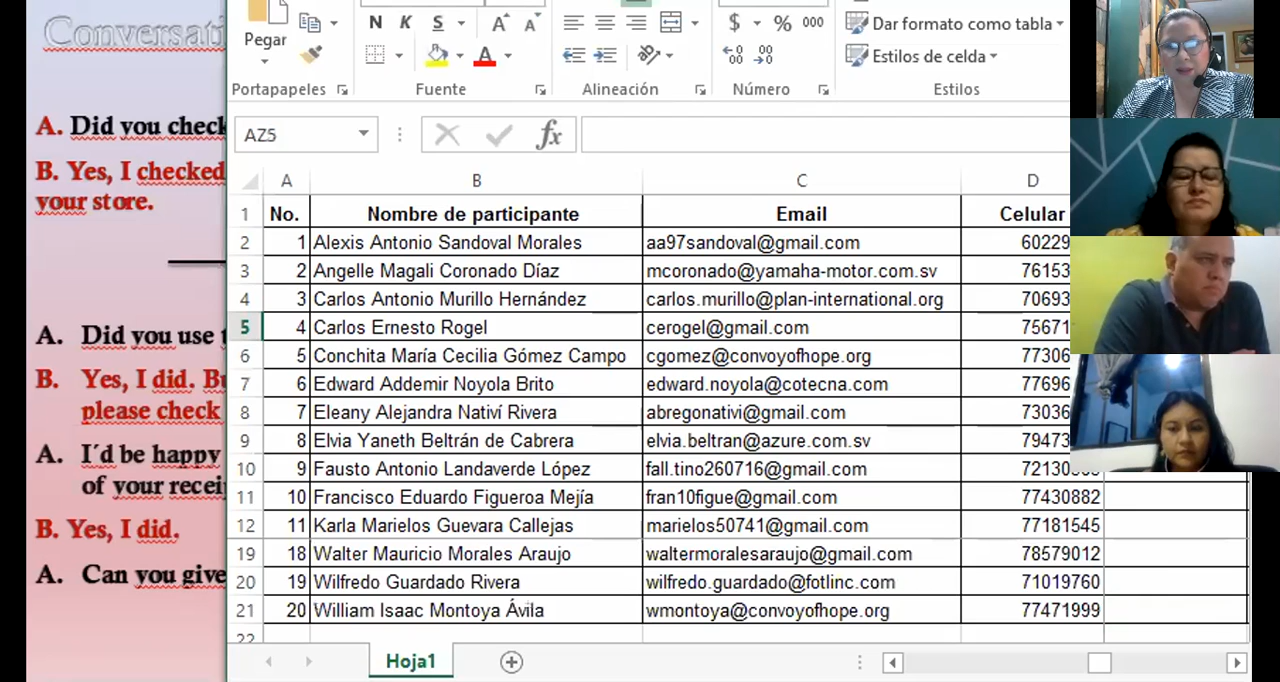 Conversati
A. Did you check
B. Yes, I checked
your store.
A. Did you use t
B. Yes, I did. Bu
please check
A. I´d be happy
of your recei
B. Yes, I did.
A. Can you give
Pegar
N K S A A $ % 000 Dar formato como tabla
A Estilos de celda
Portapapeles Fuente Alineación Número Estilos
AZ5 fx
A B C D
1 No. Nombre de participante Email Celular
2 1 Alexis Antonio Sandoval Morales aa97sandoval@gmail.com 60229
3 2 Angelle Magali Coronado Díaz mcoronado@yamaha-motor.com.sv 76153
4 3 Carlos Antonio Murillo Hernández carlos.murillo@plan-international.org 70693
5 4 Carlos Ernesto Rogel cerogel@gmail.com 75671
6 5 Conchita María Cecilia Gómez Campo cgomez@convoyofhope.org 77306
7 6 Edward Addemir Noyola Brito edward.noyola@cotecna.com 77696
8 7 Eleany Alejandra Nativí Rivera abregonativi@gmail.com 73036
9 8 Elvia Yaneth Beltrán de Cabrera elvia.beltran@azure.com.sv 79473
10 9 Fausto Antonio Landaverde López fall.tino260716@gmail.com
11 10 Francisco Eduardo Figueroa Mejía fran10figue@gmail.com 77430882
12 11 Karla Marielos Guevara Callejas marielos50741@gmail.com 77181545
19 18 Walter Mauricio Morales Araujo waltermoralesaraujo@gmail.com 78579012
20 19 Wilfredo Guardado Rivera wilfredo.guardado@fotlinc.com 71019760
21 20 William Isaac Montoya Ávila wmontoya@convoyofhope.org 77471999
22
Hoja1